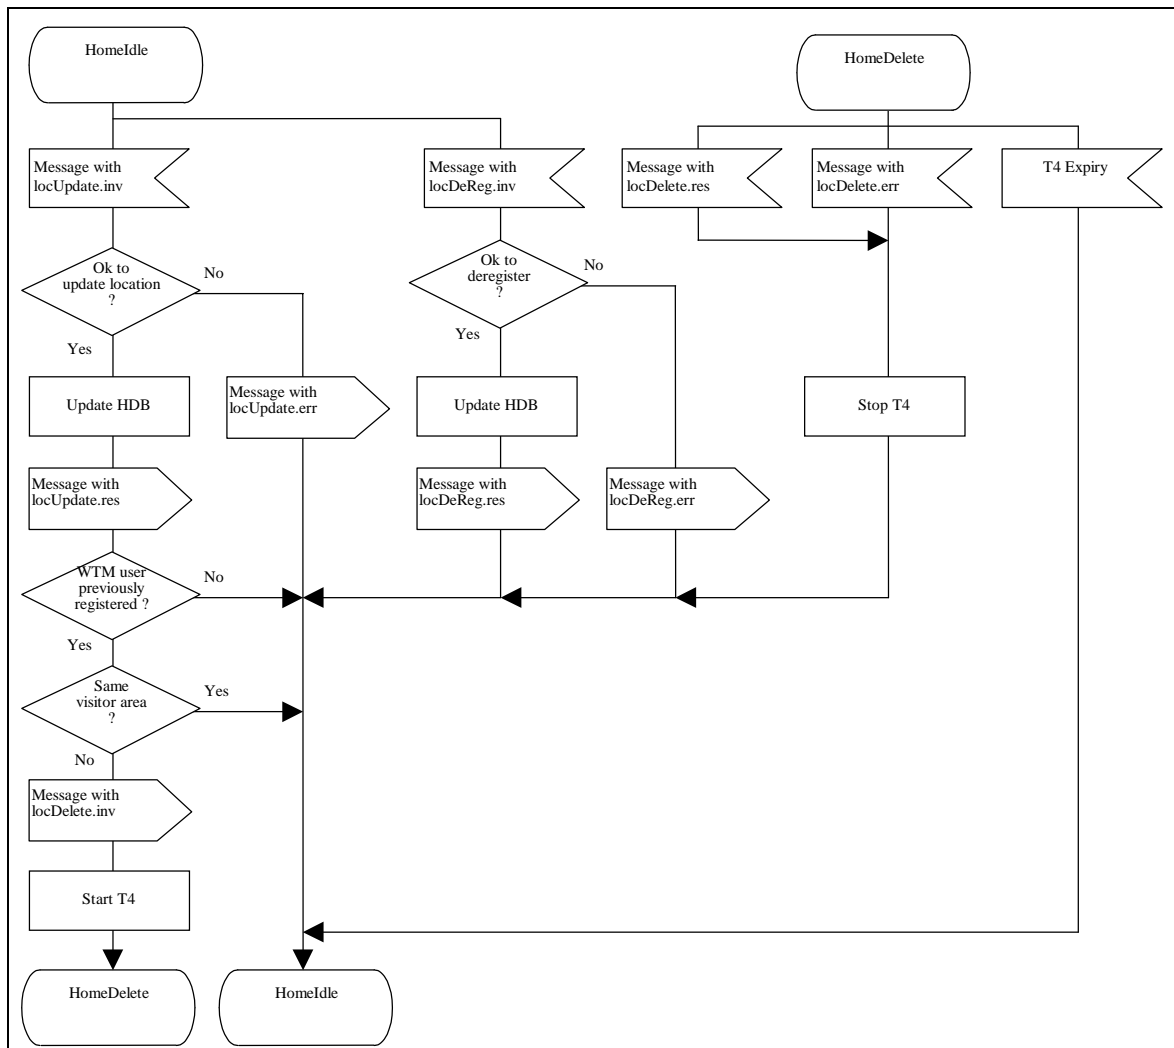 HomeIdle
HomeDelete
Message with
locUpdate.inv
Message with
locDeReg.inv
Message with
locDelete.res
Message with
locDelete.err
T4 Expiry
Ok to
update location
?
No
Yes
Ok to
deregister
?
No
Yes
Update HDB
Message with
locUpdate.err
Update HDB
Stop T4
Message with
locUpdate.res
Message with
locDeReg.res
Message with
locDeReg.err
WTM user
previously
registered ?
No
Yes
Same
visitor area
?
Yes
No
Message with
locDelete.inv
Start T4
HomeDelete
HomeIdle